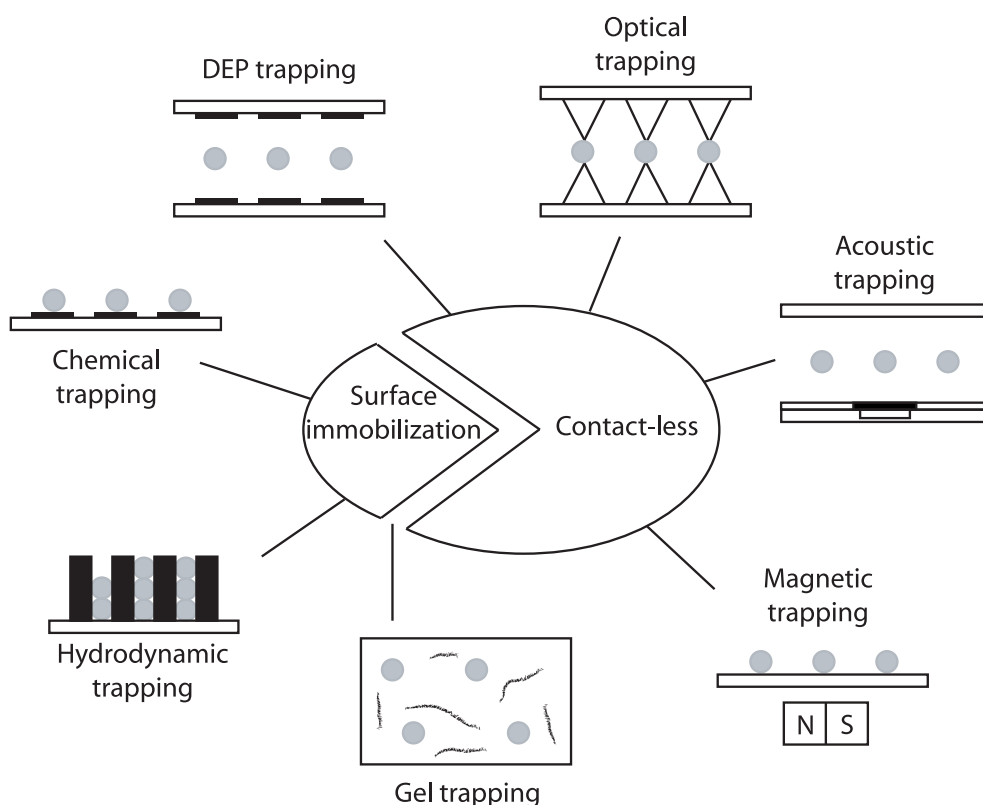 Optical
trapping
DEP trapping
Acoustic
trapping
Chemical
trapping
Surface
immobilization
Contact-less
Hydrodynamic
trapping
Magnetic
trapping
N S
Gel trapping